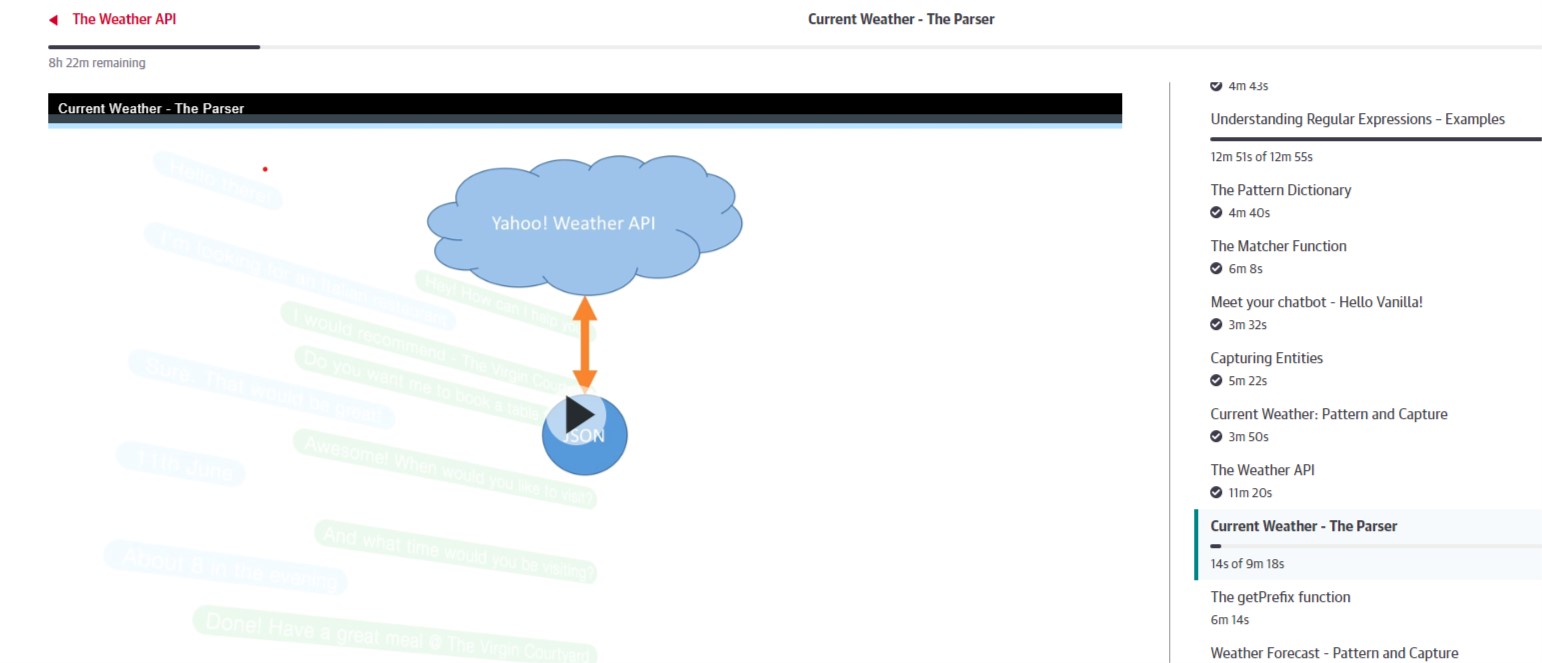 The Weather API
Current Weather - The Parser
8h 22m remaining
Current Weather - The Parser
Hello there!
I'm looking for an Italian restaurant
Yahoo! Weather API
Hey! How can I help you?
I would recommend - The Virgin Court
Do you want me to book a table
Sure. That would be great!
JSON
Awesome! When would you like to visit?
11th June
And what time would you be visiting?
About 8 in the evening
Done! Have a great meal @ The Virgin Courtyard
4m 43s
Understanding Regular Expressions – Examples
12m 51s of 12m 55s
The Pattern Dictionary
4m 40s
The Matcher Function
6m 8s
Meet your chatbot - Hello Vanilla!
3m 32s
Capturing Entities
5m 22s
Current Weather: Pattern and Capture
3m 50s
The Weather API
11m 20s
Current Weather - The Parser
14s of 9m 18s
The getPrefix function
6m 14s
Weather Forecast - Pattern and Capture